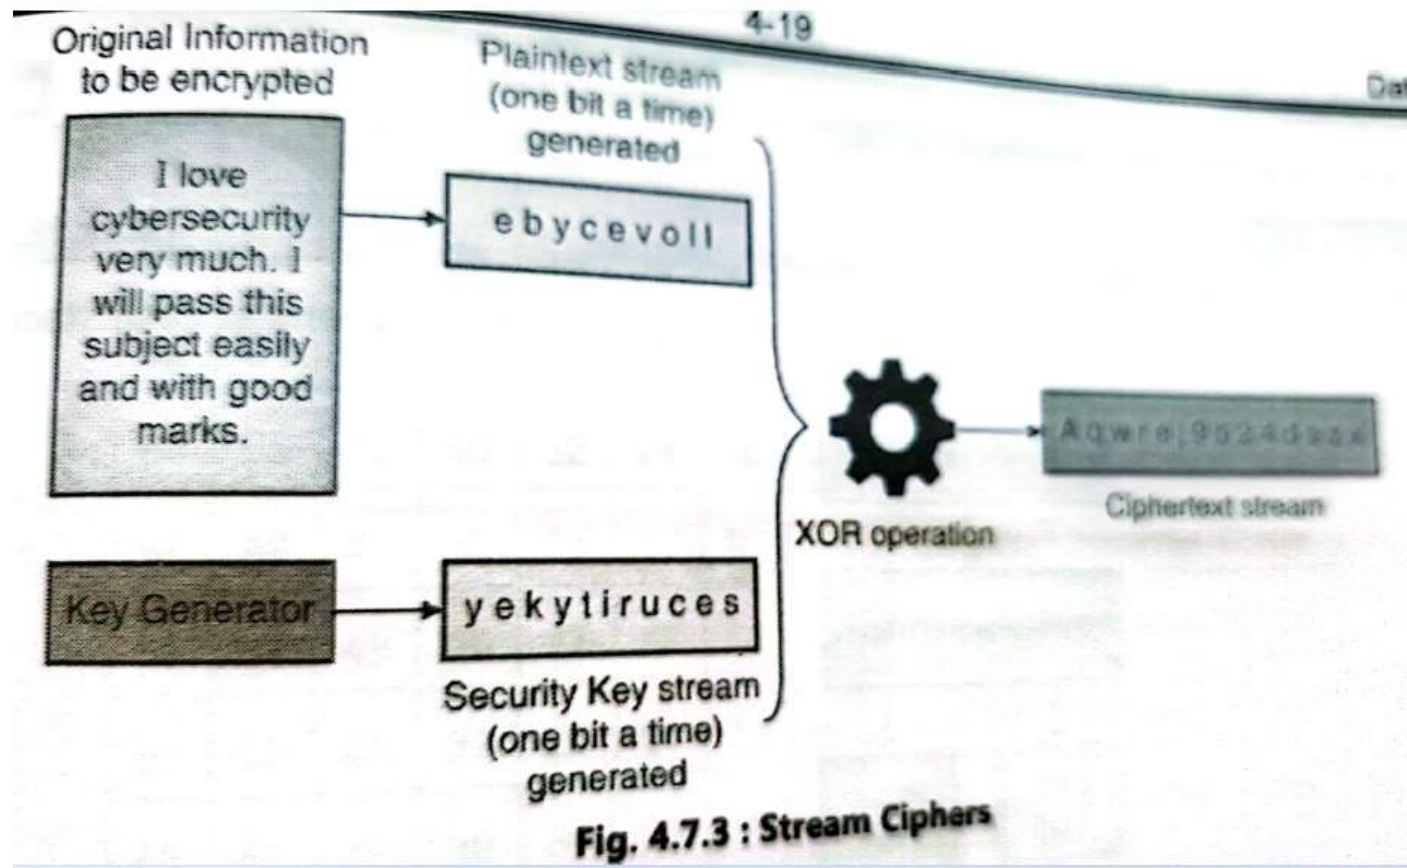 4-19
Dat
Original Information
to be encrypted
Plaintext stream
(one bit a time)
generated
I love
cybersecurity
very much. I
will pass this
subject easily
and with good
marks.
e b y c e v o l I
XOR operation
Ciphertext stream
Key Generator
y e k y t i r u c e s
Security Key stream
(one bit a time)
generated
Fig. 4.7.3 : Stream Ciphers